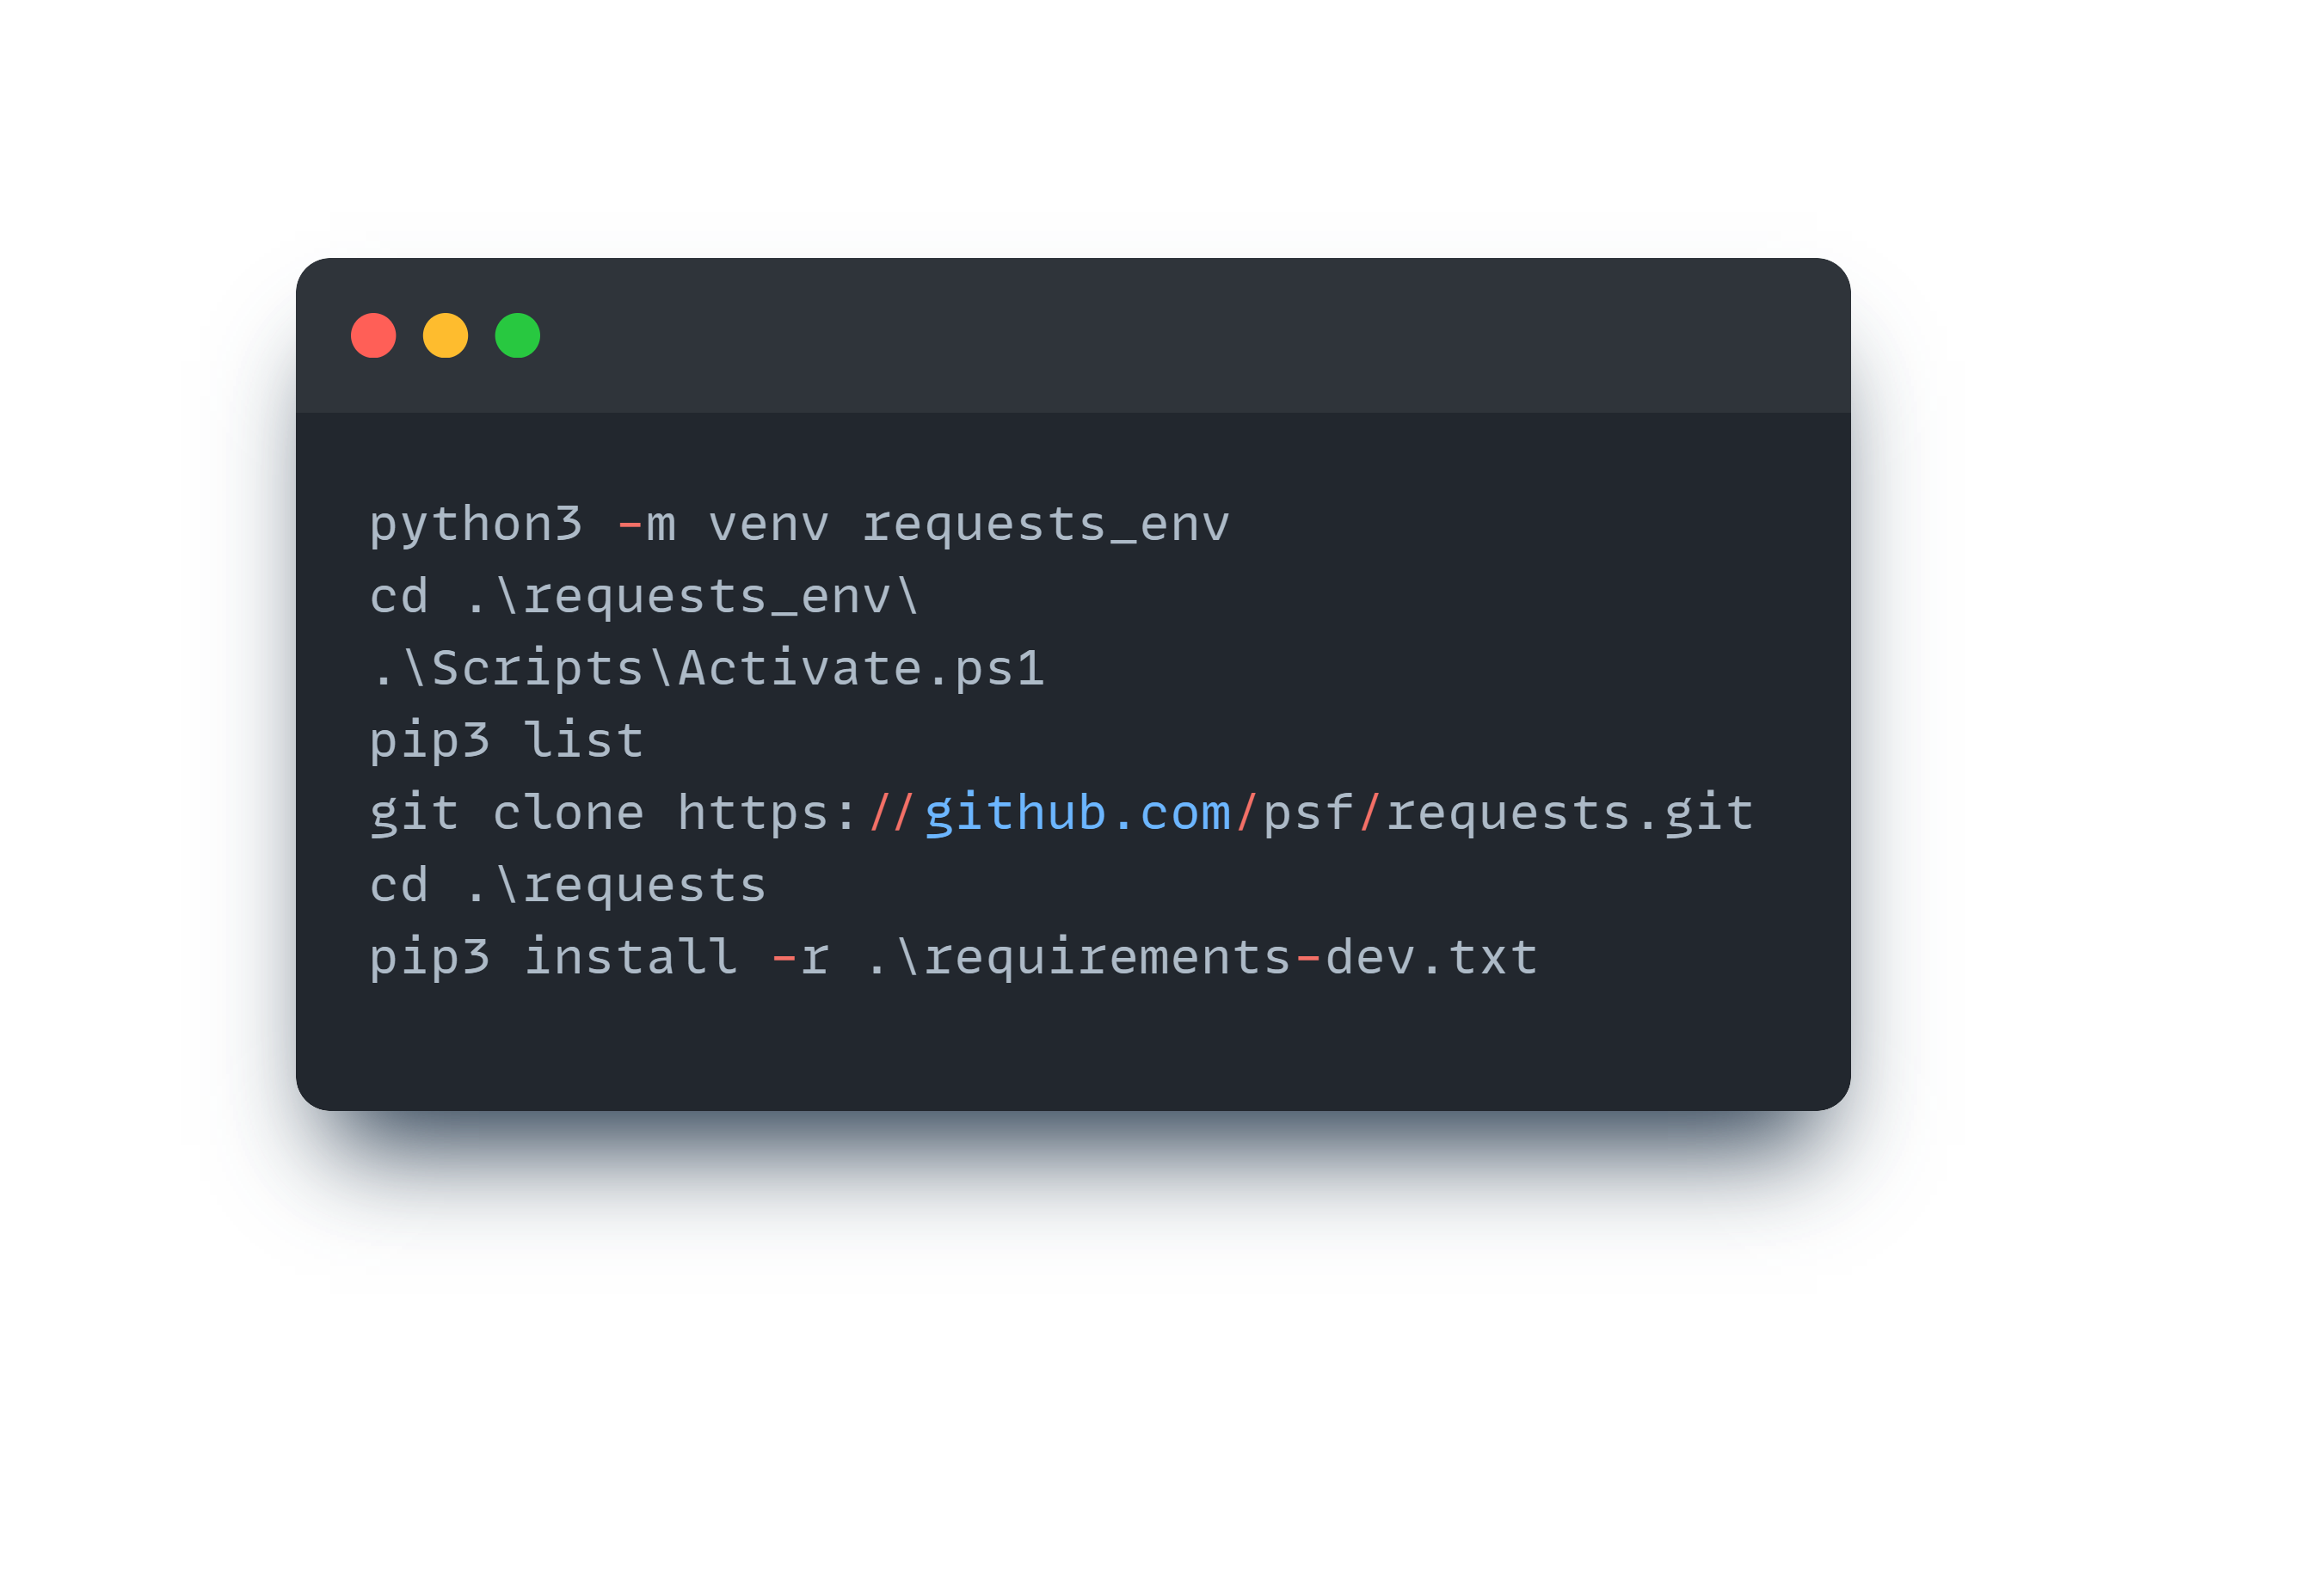 python3 -m venv requests_env
cd .\requests_env\
.\Scripts\Activate.ps1
pip3 list
git clone https://github.com/psf/requests.git
cd .\requests
pip3 install -r .\requirements-dev.txt